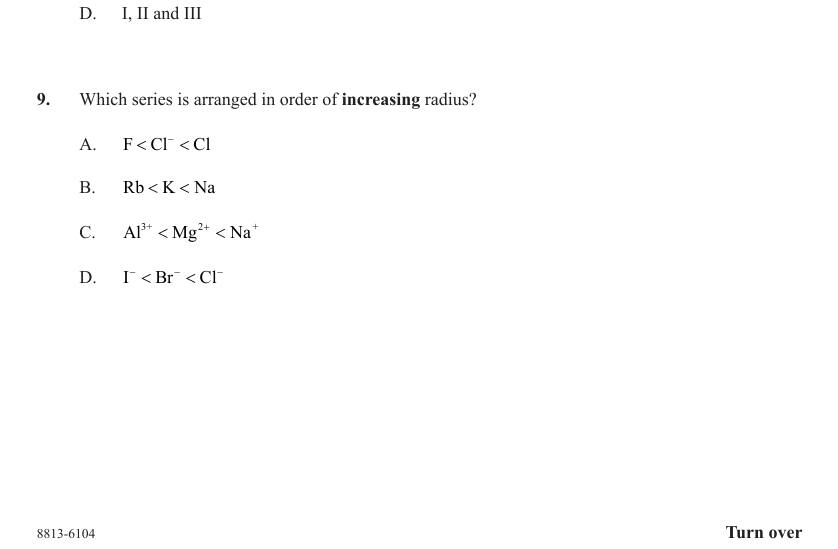 D. I, II and III
9. Which series is arranged in order of increasing radius?
A. F < Cl⁻ < Cl
B. Rb < K < Na
C. Al³⁺ < Mg²⁺ < Na⁺
D. I⁻ < Br⁻ < Cl⁻
8813-6104
Turn over